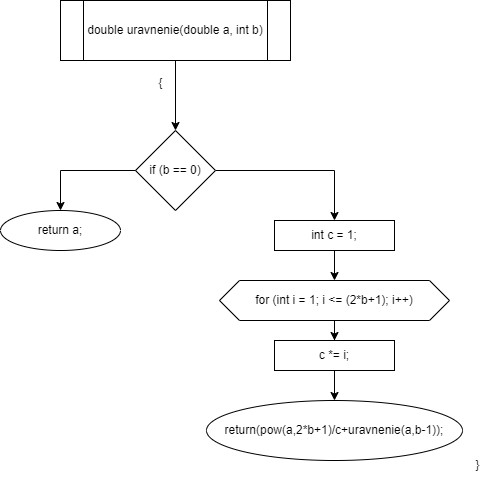 double uravnenie(double a, int b)
{
if (b == 0)
return a;
int c = 1;
for (int i = 1; i <= (2*b+1); i++)
c *= i;
return(pow(a,2*b+1)/c+uravnenie(a,b-1));
}